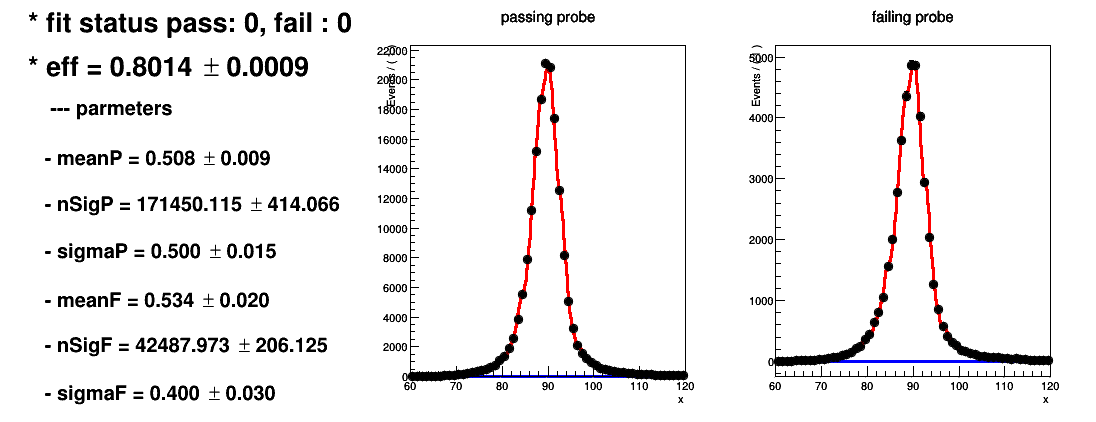 * fit status pass: 0, fail : 0
* eff = 0.8014 ± 0.0009
--- parmeters
- meanP = 0.508 ± 0.009
- nSigP = 171450.115 ± 414.066
- sigmaP = 0.500 ± 0.015
- meanF = 0.534 ± 0.020
- nSigF = 42487.973 ± 206.125
- sigmaF = 0.400 ± 0.030
passing probe
Events / (
22000
20000
18000
16000
14000
12000
10000
8000
6000
4000
2000
0
60 70 80 90 100 110 120
x
failing probe
Events / (
5000
4000
3000
2000
1000
0
60 70 80 90 100 110 120
x